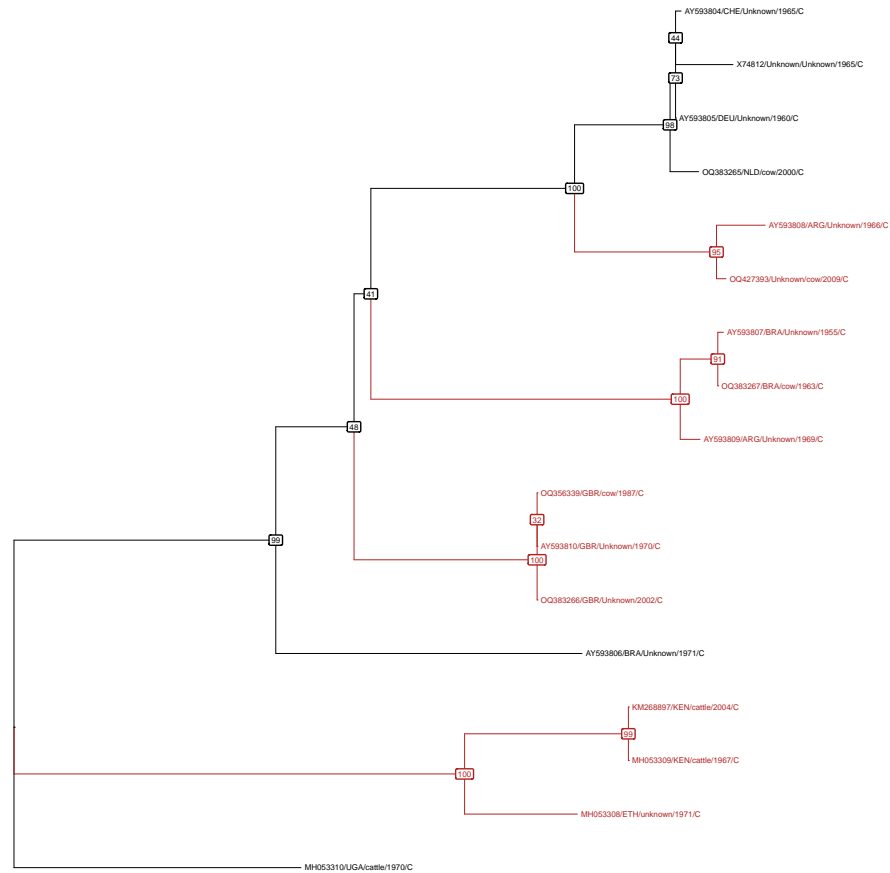 AY593804/CHE/Unknown/1965/C
44
X74812/Unknown/Unknown/1965/C
73
AY593805/DEU/Unknown/1960/C
98
OQ383265/NLD/cow/2000/C
100
AY593808/ARG/Unknown/1966/C
95
OQ427393/Unknown/cow/2009/C
41
AY593807/BRA/Unknown/1955/C
91
OQ383267/BRA/cow/1963/C
100
AY593809/ARG/Unknown/1969/C
48
OQ356339/GBR/cow/1987/C
32
AY593810/GBR/Unknown/1970/C
99
100
OQ383266/GBR/Unknown/2002/C
AY593806/BRA/Unknown/1971/C
KM268897/KEN/cattle/2004/C
99
MH053309/KEN/cattle/1967/C
100
MH053308/ETH/unknown/1971/C
MH053310/UGA/cattle/1970/C